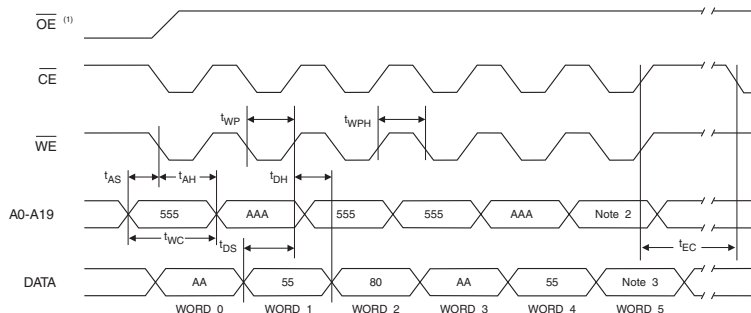 OE (1)
CE
tWP
tWPH
WE
tAS
tAH
tDH
A0-A19
555
AAA
555
555
AAA
Note 2
tWC
tDS
tEC
DATA
AA
55
80
AA
55
Note 3
WORD 0
WORD 1
WORD 2
WORD 3
WORD 4
WORD 5